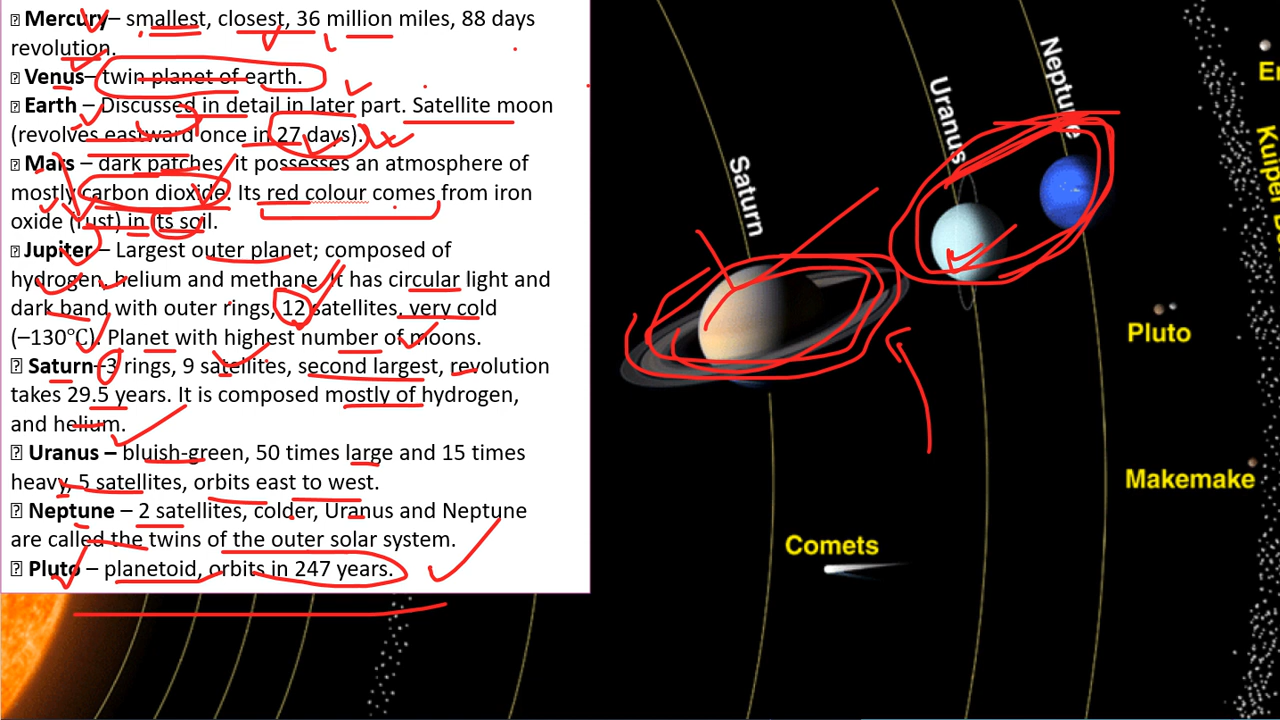 Mercury– smallest, closest, 36 million miles, 88 days
revolution.
Venus– twin planet of earth.
Earth – Discussed in detail in later part. Satellite moon
(revolves eastward once in 27 days).
Mars – dark patches, it possesses an atmosphere of
mostly carbon dioxide. Its red colour comes from iron
oxide (rust) in its soil.
Jupiter – Largest outer planet; composed of
hydrogen, helium and methane. It has circular light and
dark band with outer rings, 12 satellites, very cold
(–130°C). Planet with highest number of moons.
Saturn–3 rings, 9 satellites, second largest, revolution
takes 29.5 years. It is composed mostly of hydrogen,
and helium.
Uranus – bluish-green, 50 times large and 15 times
heavy, 5 satellites, orbits east to west.
Neptune – 2 satellites, colder, Uranus and Neptune
are called the twins of the outer solar system.
Pluto – planetoid, orbits in 247 years.
Saturn
Uranus
Neptune
Pluto
Makemake
Comets
Kuiper